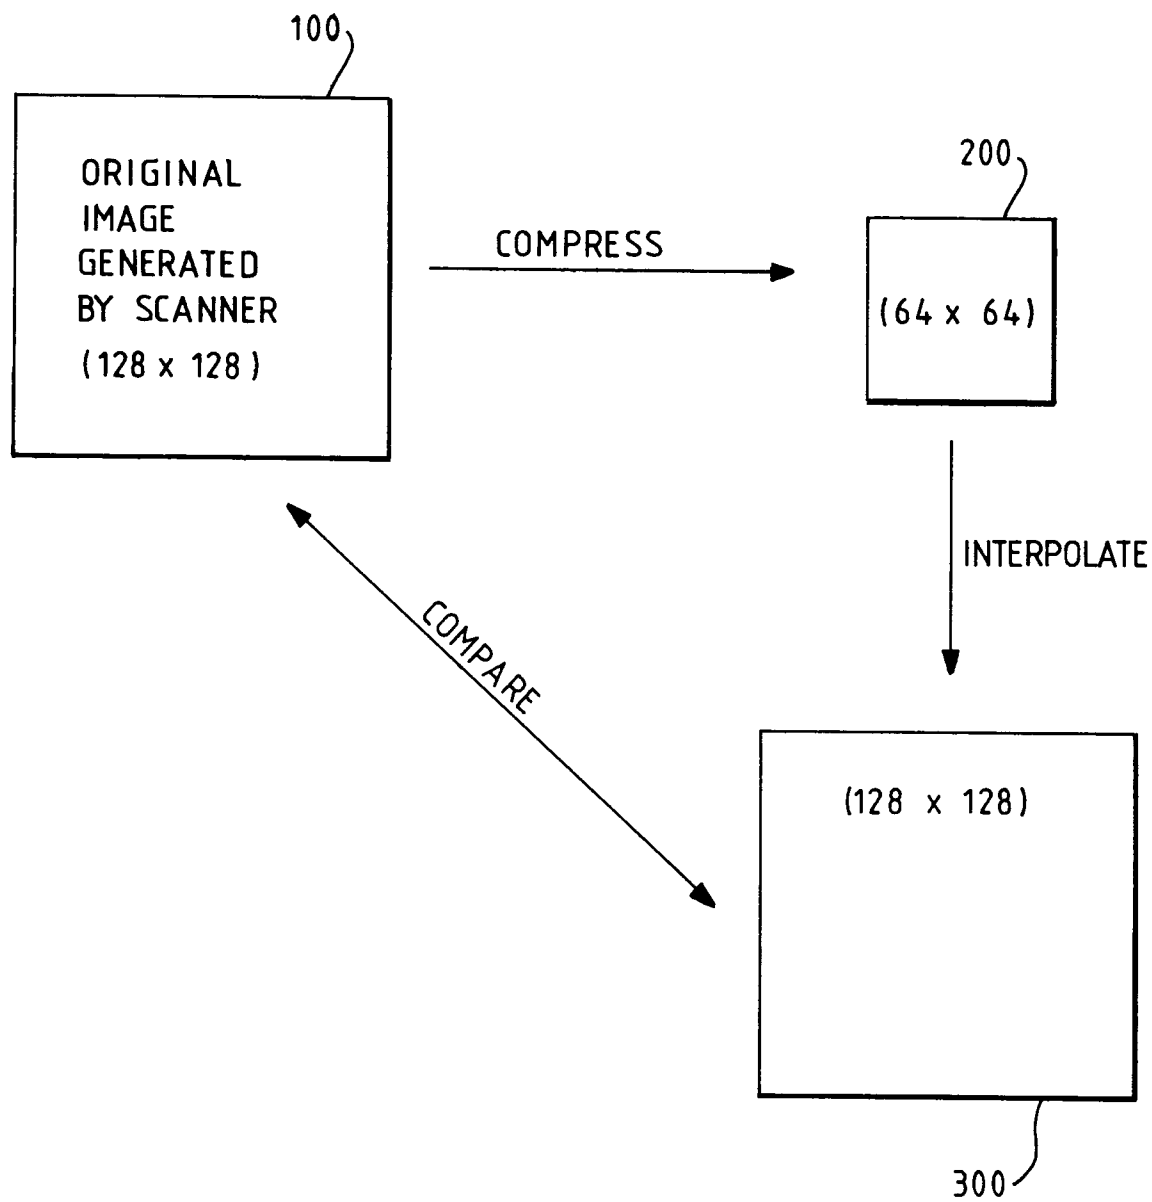 100
ORIGINAL
IMAGE
GENERATED
BY SCANNER
(128 x 128)
COMPRESS
200
(64 x 64)
INTERPOLATE
COMPARE
(128 x 128)
300